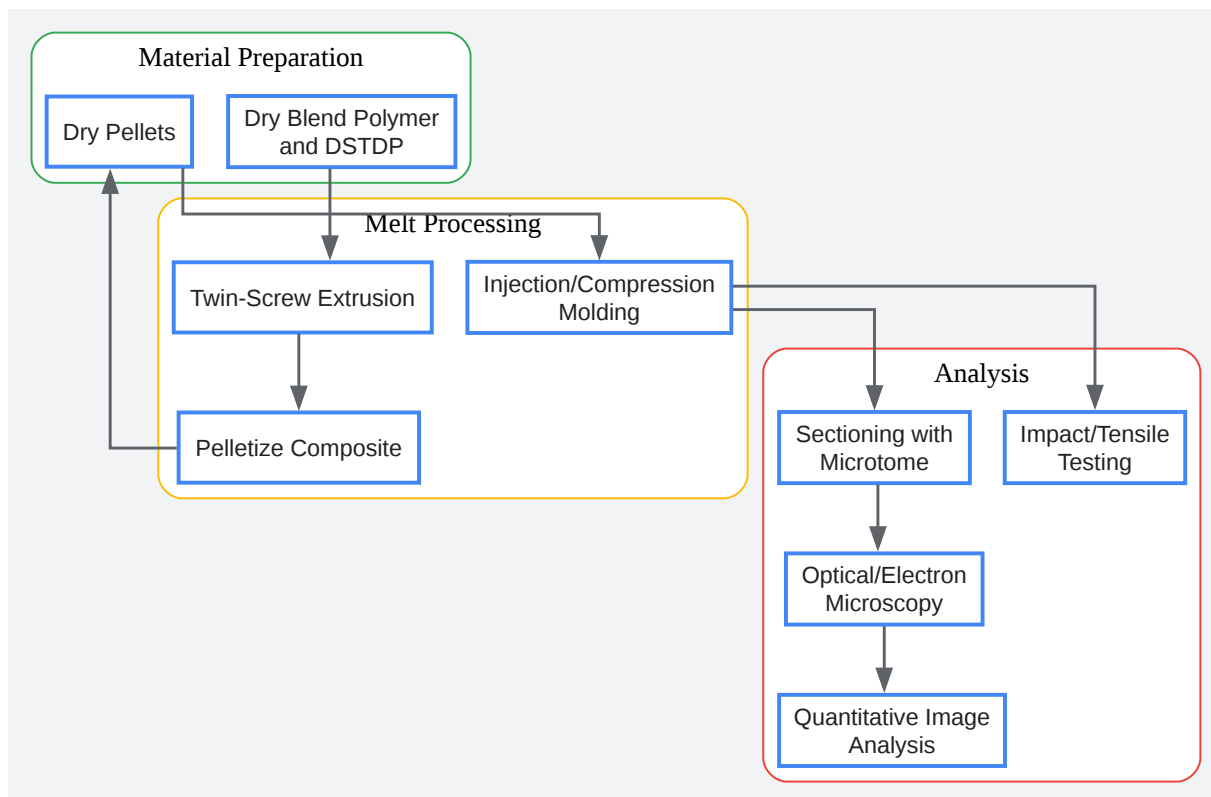 Material Preparation
Dry Pellets
Dry Blend Polymer
and DSTDP
Melt Processing
Twin-Screw Extrusion
Injection/Compression
Molding
Pelletize Composite
Analysis
Sectioning with
Microtome
Impact/Tensile
Testing
Optical/Electron
Microscopy
Quantitative Image
Analysis